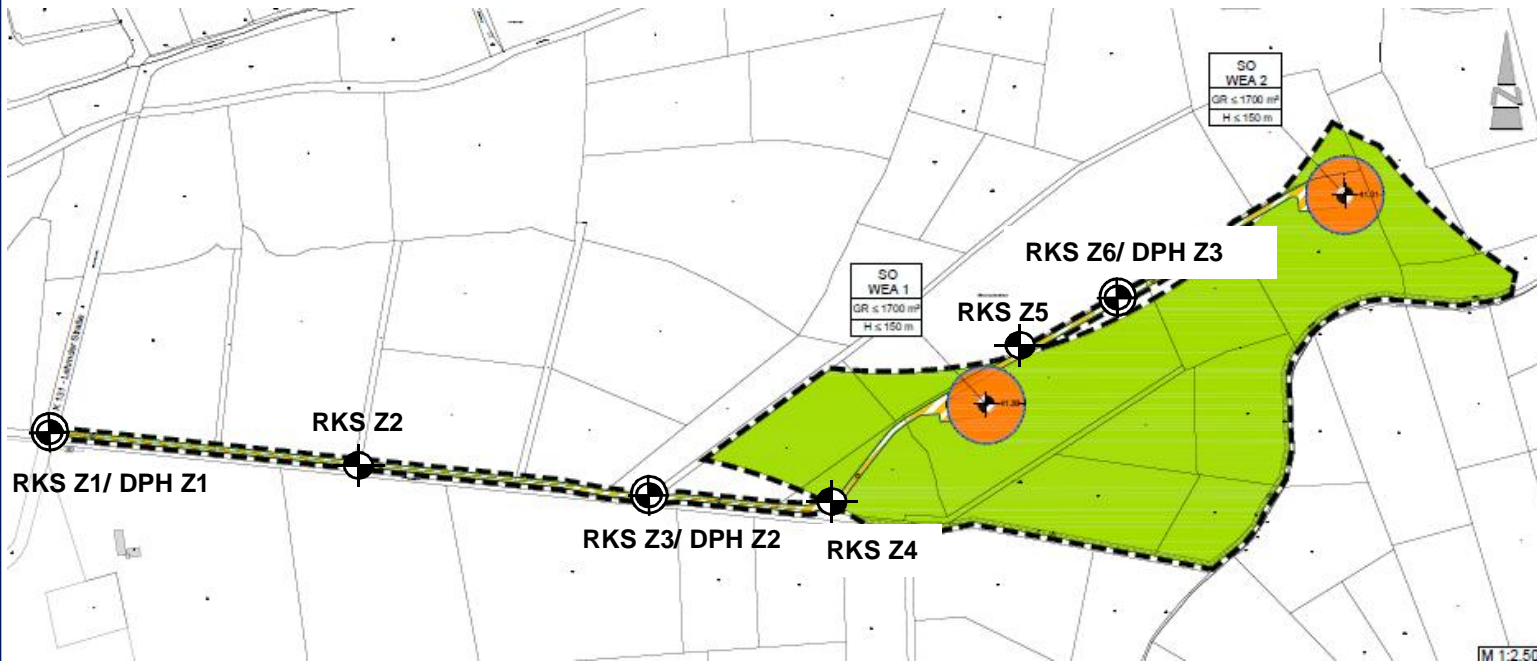 SO
WEA 2
GR ≤ 1700 m²
H ≤ 150 m
N
RKS Z6/ DPH Z3
SO
WEA 1
GR ≤ 1700 m²
H ≤ 150 m
RKS Z5
RKS Z2
RKS Z1/ DPH Z1
RKS Z3/ DPH Z2
RKS Z4
M 1:2.50